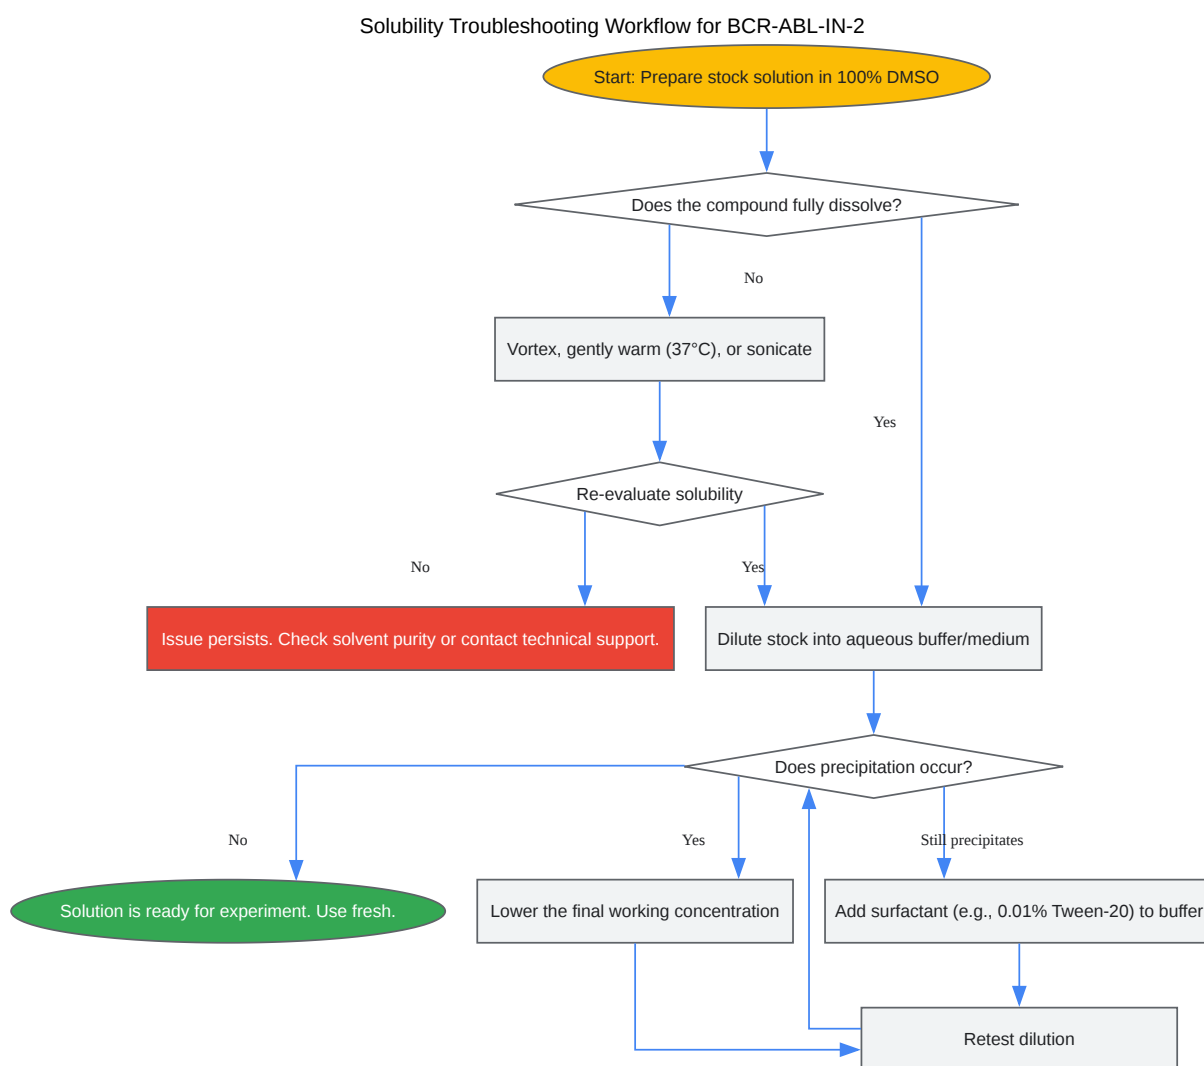 Solubility Troubleshooting Workflow for BCR-ABL-IN-2
Start: Prepare stock solution in 100% DMSO
Does the compound fully dissolve?
No
Vortex, gently warm (37°C), or sonicate
Yes
Re-evaluate solubility
No
Yes
Issue persists. Check solvent purity or contact technical support.
Dilute stock into aqueous buffer/medium
Does precipitation occur?
No
Yes
Still precipitates
Solution is ready for experiment. Use fresh.
Lower the final working concentration
Add surfactant (e.g., 0.01% Tween-20) to buffer
Retest dilution